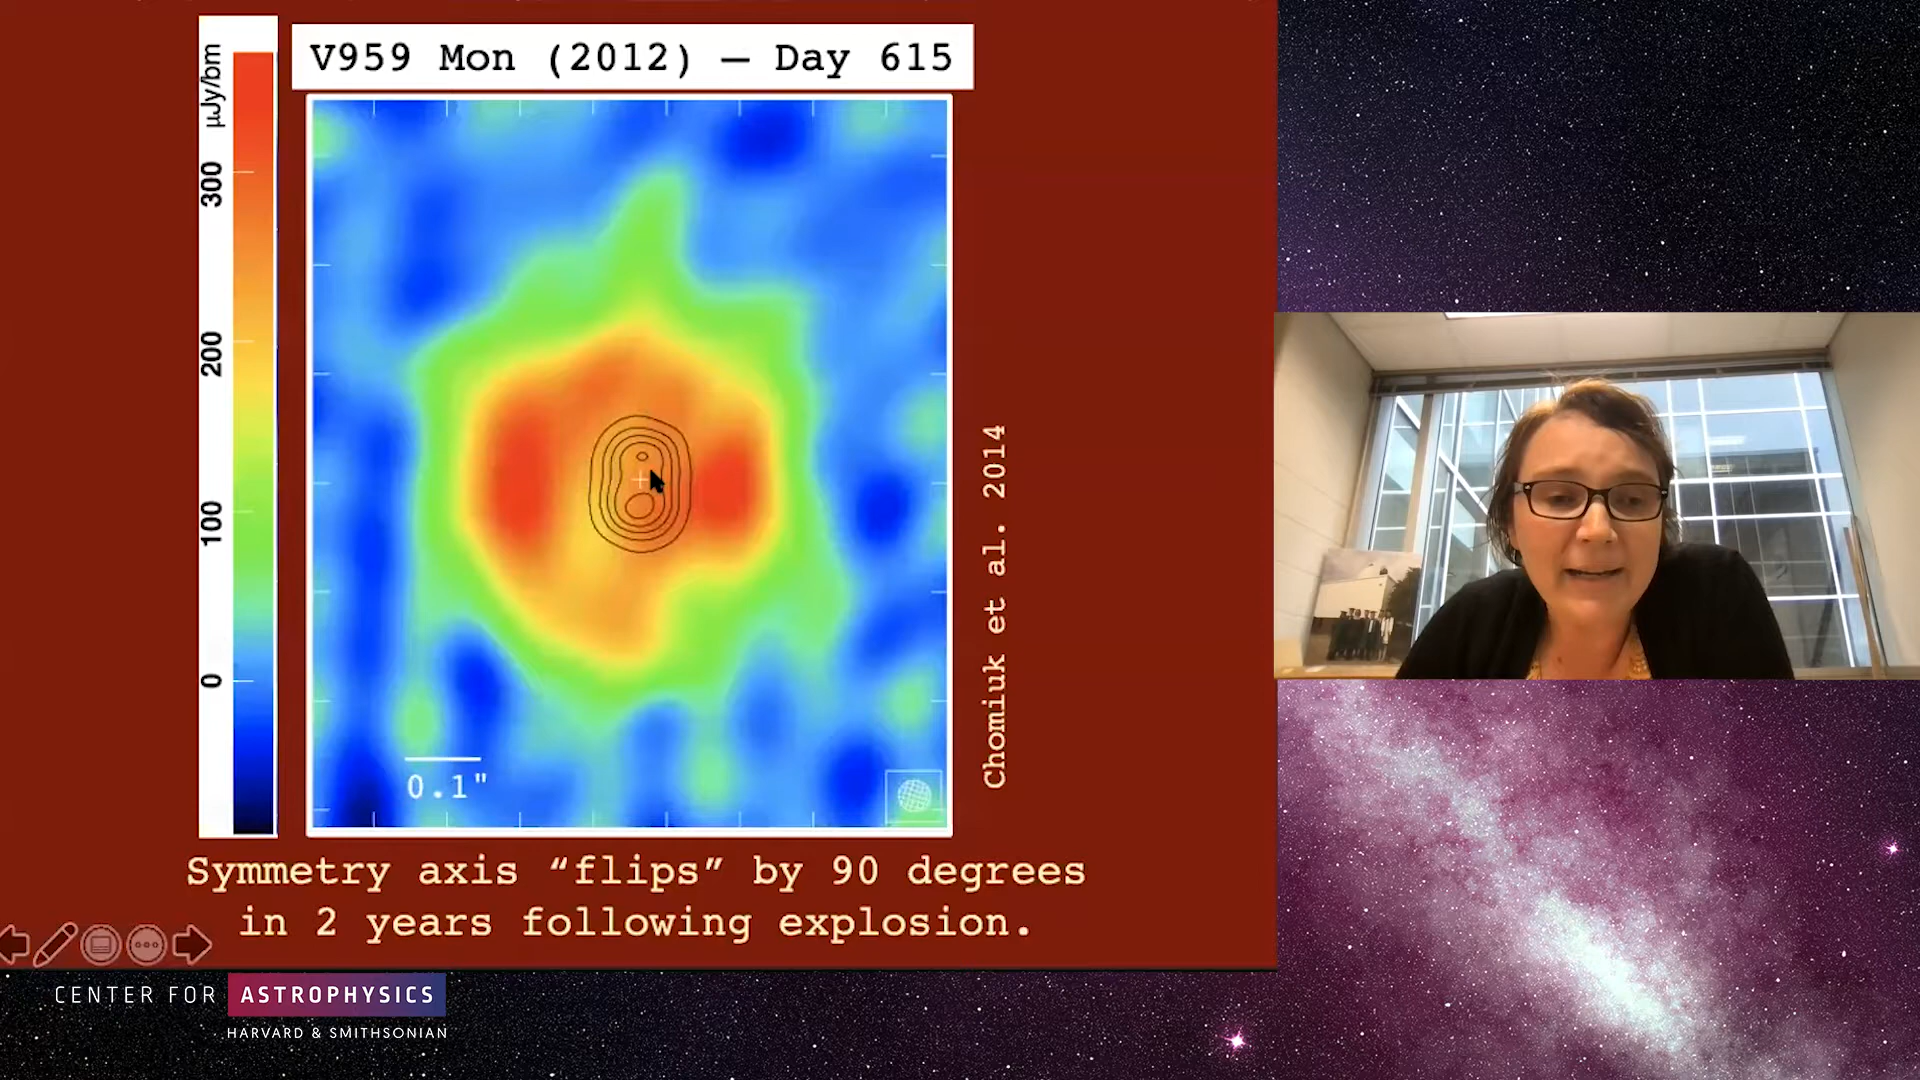 V959 Mon (2012) — Day 615
µJy/bm
300
200
100
0
0.1"
Chomiuk et al. 2014
Symmetry axis “flips” by 90 degrees
in 2 years following explosion.
CENTER FOR ASTROPHYSICS
HARVARD & SMITHSONIAN